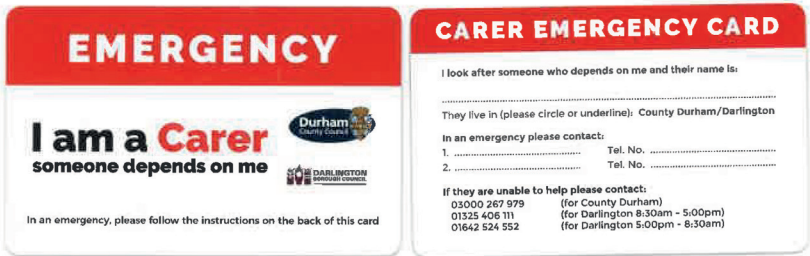 EMERGENCY
I am a Carer
someone depends on me
Durham
County Council
DARLINGTON
BOROUGH COUNCIL
In an emergency, please follow the instructions on the back of this card
CARER EMERGENCY CARD
I look after someone who depends on me and their name is:
They live in (please circle or underline): County Durham/Darlington
In an emergency please contact:
1. .................................................. Tel. No. ..................................................
2. .................................................. Tel. No. ..................................................
If they are unable to help please contact:
03000 267 979 (for County Durham)
01325 406 111 (for Darlington 8:30am - 5:00pm)
01642 524 552 (for Darlington 5:00pm - 8:30am)